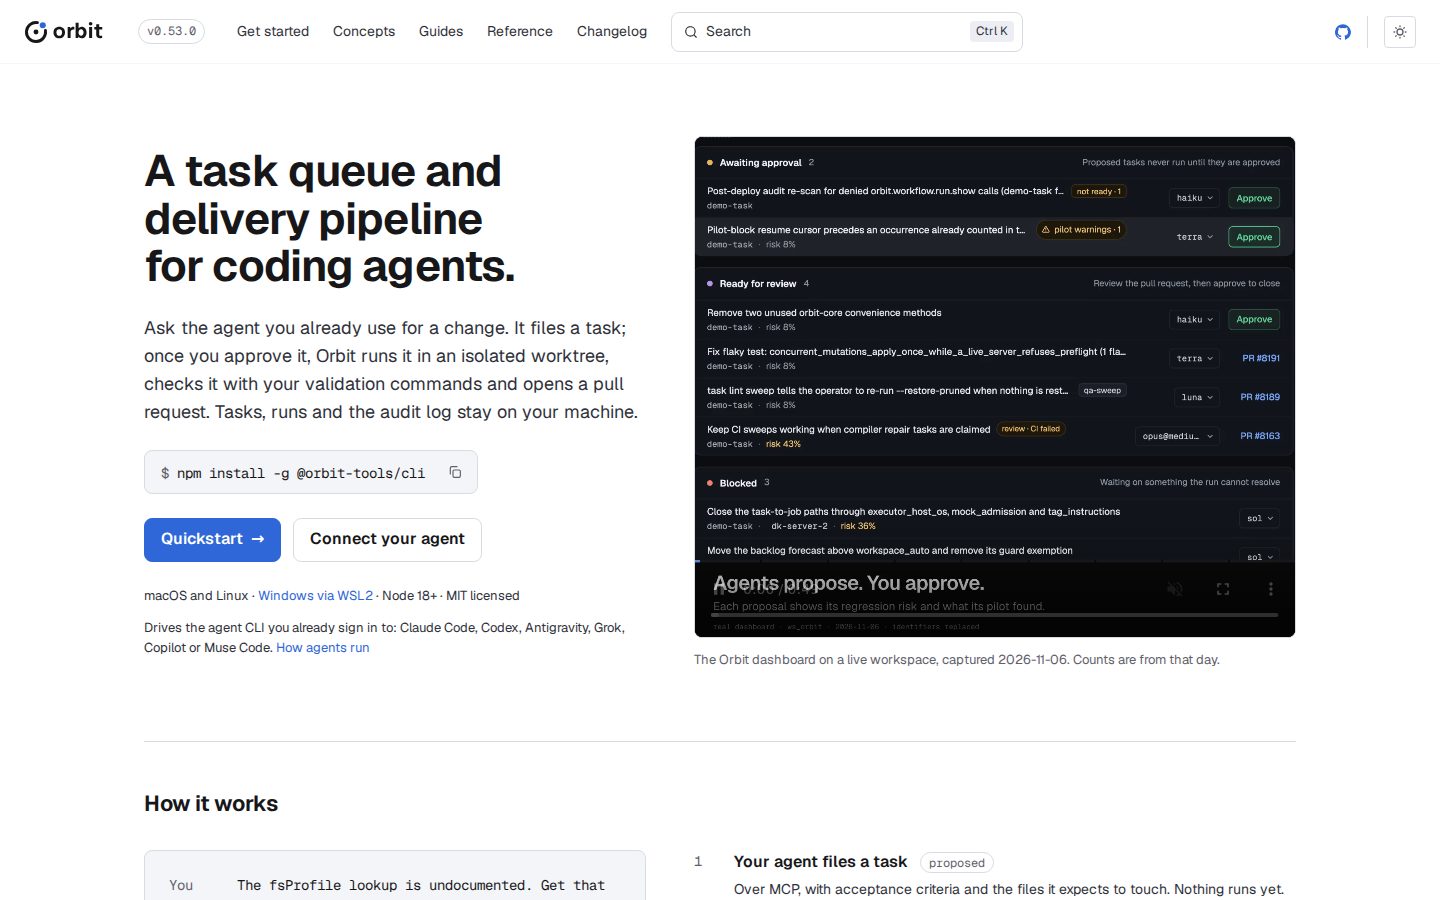 orbit
v0.53.0
Get started
Concepts
Guides
Reference
Changelog
Search
Ctrl K
A task queue and
delivery pipeline
for coding agents.
Ask the agent you already use for a change. It files a task;
once you approve it, Orbit runs it in an isolated worktree,
checks it with your validation commands and opens a pull
request. Tasks, runs and the audit log stay on your machine.
$ npm install -g @orbit-tools/cli
Quickstart →
Connect your agent
macOS and Linux · Windows via WSL2 · Node 18+ · MIT licensed
Drives the agent CLI you already sign in to: Claude Code, Codex, Antigravity, Grok,
Copilot or Muse Code. How agents run
Awaiting approval 2
Proposed tasks never run until they are approved
Post-deploy audit re-scan for denied orbit.workflow.run.show calls (demo-task f… not ready · 1
demo-task
haiku
Approve
Pilot-block resume cursor precedes an occurrence already counted in t… pilot warnings · 1
demo-task · risk 8%
terra
Approve
Ready for review 4
Review the pull request, then approve to close
Remove two unused orbit-core convenience methods
demo-task · risk 8%
haiku
Approve
Fix flaky test: concurrent_mutations_apply_once_while_a_live_server_refuses_preflight (1 fla…
demo-task · risk 8%
terra
PR #8191
task lint sweep tells the operator to re-run --restore-pruned when nothing is rest… qa-sweep
demo-task · risk 8%
luna
PR #8189
Keep CI sweeps working when compiler repair tasks are claimed review · CI failed
demo-task · risk 43%
opus@mediu…
PR #8163
Blocked 3
Waiting on something the run cannot resolve
Close the task-to-job paths through executor_host_os, mock_admission and tag_instructions
demo-task · dk-server-2 · risk 36%
sol
Move the backlog forecast above workspace_auto and remove its guard exemption
sol
Agents propose. You approve.
Each proposal shows its regression risk and what its pilot found.
real dashboard · ws_orbit · 2026-11-06 · identifiers replaced
The Orbit dashboard on a live workspace, captured 2026-11-06. Counts are from that day.
How it works
You The fsProfile lookup is undocumented. Get that
1 Your agent files a task proposed
Over MCP, with acceptance criteria and the files it expects to touch. Nothing runs yet.